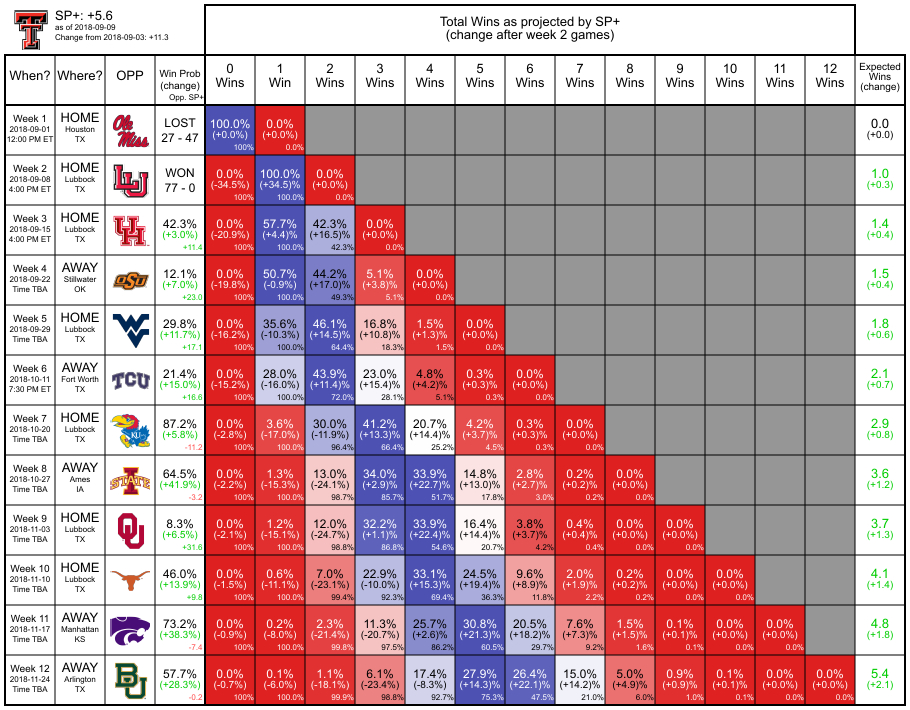 SP+: +5.6
as of 2018-09-09
Change from 2018-09-03: +11.3
Total Wins as projected by SP+
(change after week 2 games)
When? Where? OPP Win Prob (change) Opp. SP+ 0 Wins 1 Win 2 Wins 3 Wins 4 Wins 5 Wins 6 Wins 7 Wins 8 Wins 9 Wins 10 Wins 11 Wins 12 Wins Expected Wins (change)
Week 1 HOME Ole Miss LOST 100.0% 0.0% 0.0
2018-09-01 Houston 27 - 47 (+0.0%) (+0.0%) (+0.0)
12:00 PM ET TX 100% 0.0%
Week 2 HOME LU WON 0.0% 100.0% 0.0% 1.0
2018-09-08 Lubbock 77 - 0 (-34.5%) (+34.5)% (+0.0%) (+0.3)
4:00 PM ET TX 100% 100.0% 0.0%
Week 3 HOME UH 42.3% 0.0% 57.7% 42.3% 0.0% 1.4
2018-09-15 Lubbock (+3.0%) (-20.9%) (+4.4)% (+16.5)% (+0.0%) (+0.4)
4:00 PM ET TX +11.4 100% 100.0% 42.3% 0.0%
Week 4 AWAY OSU 12.1% 0.0% 50.7% 44.2% 5.1% 0.0% 1.5
2018-09-22 Stillwater (+7.0%) (-19.8%) (-0.9%) (+17.0)% (+3.8)% (+0.0%) (+0.4)
Time TBA OK +23.0 100% 100.0% 49.3% 5.1% 0.0%
Week 5 HOME WV 29.8% 0.0% 35.6% 46.1% 16.8% 1.5% 0.0% 1.8
2018-09-29 Lubbock (+11.7%) (-16.2%) (-10.3%) (+14.5)% (+10.8)% (+1.3)% (+0.0%) (+0.6)
Time TBA TX +17.1 100% 100.0% 64.4% 18.3% 1.5% 0.0%
Week 6 AWAY TCU 21.4% 0.0% 28.0% 43.9% 23.0% 4.8% 0.3% 0.0% 2.1
2018-10-11 Fort Worth (+15.0%) (-15.2%) (-16.0%) (+11.4)% (+15.4)% (+4.2)% (+0.3)% (+0.0%) (+0.7)
7:30 PM ET TX +16.6 100% 100.0% 72.0% 28.1% 5.1% 0.3% 0.0%
Week 7 HOME KU 87.2% 0.0% 3.6% 30.0% 41.2% 20.7% 4.2% 0.3% 0.0% 2.9
2018-10-20 Lubbock (+5.8%) (-2.8%) (-17.0%) (-11.9%) (+13.3)% (+14.4)% (+3.7)% (+0.3)% (+0.0%) (+0.8)
Time TBA TX -11.2 100% 100.0% 96.4% 66.4% 25.2% 4.5% 0.3% 0.0%
Week 8 AWAY STATE 64.5% 0.0% 1.3% 13.0% 34.0% 33.9% 14.8% 2.8% 0.2% 0.0% 3.6
2018-10-27 Ames (+41.9%) (-2.2%) (-15.3%) (-24.1%) (+2.9)% (+22.7)% (+13.0)% (+2.7)% (+0.2)% (+0.0%) (+1.2)
Time TBA IA -3.2 100% 100.0% 98.7% 85.7% 51.7% 17.8% 3.0% 0.2% 0.0%
Week 9 HOME OU 8.3% 0.0% 1.2% 12.0% 32.2% 33.9% 16.4% 3.8% 0.4% 0.0% 0.0% 3.7
2018-11-03 Lubbock (+6.5%) (-2.1%) (-15.1%) (-24.7%) (+1.1)% (+22.4)% (+14.4)% (+3.7)% (+0.4)% (+0.0%) (+0.0%) (+1.3)
Time TBA TX +31.6 100% 100.0% 98.8% 86.8% 54.6% 20.7% 4.2% 0.4% 0.0% 0.0%
Week 10 HOME 46.0% 0.0% 0.6% 7.0% 22.9% 33.1% 24.5% 9.6% 2.0% 0.2% 0.0% 0.0% 4.1
2018-11-10 Lubbock (+13.9%) (-1.5%) (-11.1%) (-23.1%) (-10.0%) (+15.3)% (+19.4)% (+8.9)% (+1.9)% (+0.2)% (+0.0%) (+0.0%) (+1.4)
Time TBA TX +9.8 100% 100.0% 99.4% 92.3% 69.4% 36.3% 11.8% 2.2% 0.2% 0.0% 0.0%
Week 11 AWAY 73.2% 0.0% 0.2% 2.3% 11.3% 25.7% 30.8% 20.5% 7.6% 1.5% 0.1% 0.0% 0.0% 4.8
2018-11-17 Manhattan (+38.3%) (-0.9%) (-8.0%) (-21.4%) (-20.7%) (+2.6)% (+21.3)% (+18.2)% (+7.3)% (+1.5)% (+0.1)% (+0.0%) (+0.0%) (+1.8)
Time TBA KS -7.4 100% 100.0% 99.8% 97.5% 86.2% 60.5% 29.7% 9.2% 1.6% 0.1% 0.0% 0.0%
Week 12 AWAY BU 57.7% 0.0% 0.1% 1.1% 6.1% 17.4% 27.9% 26.4% 15.0% 5.0% 0.9% 0.1% 0.0% 0.0% 5.4
2018-11-24 Arlington (+28.3%) (-0.7%) (-6.0%) (-18.1%) (-23.4%) (-8.3%) (+14.3)% (+22.1)% (+14.2)% (+4.9)% (+0.9)% (+0.1)% (+0.0%) (+0.0%) (+2.1)
Time TBA TX -0.2 100% 100.0% 99.9% 98.8% 92.7% 75.3% 47.5% 21.0% 6.0% 1.0% 0.1% 0.0% 0.0%